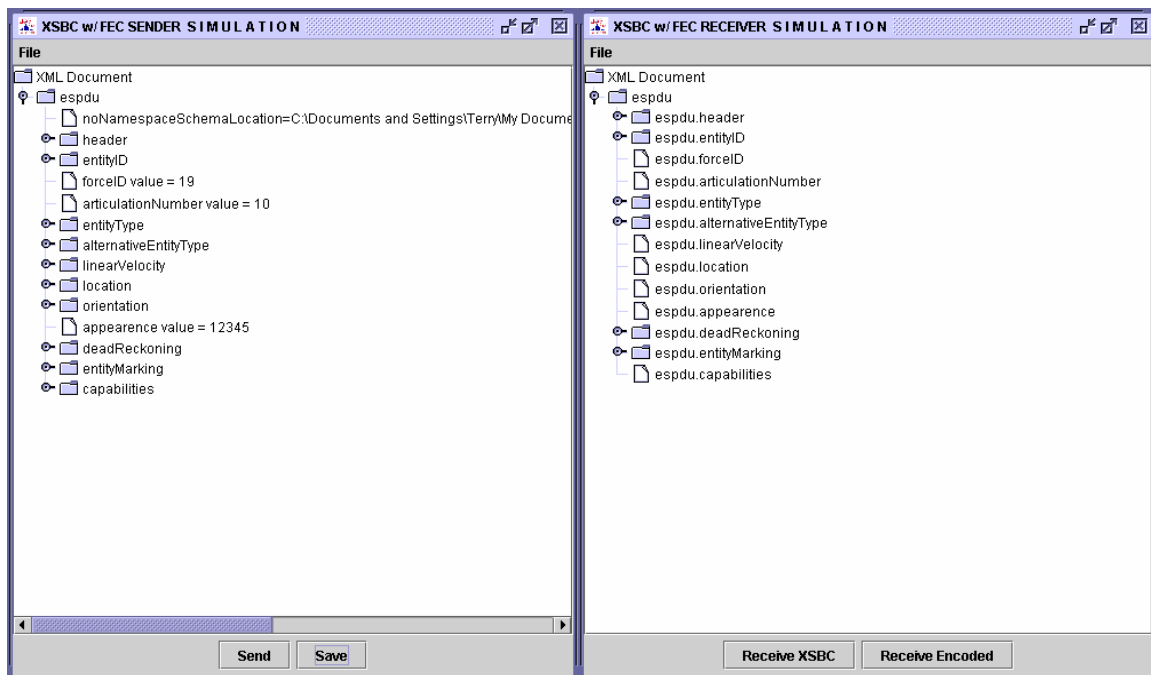 XSBC w/ FEC SENDER S I M U L A T I O N
File
XML Document
espdu
noNamespaceSchemaLocation=C:\Documents and Settings\Terry\My Docume
header
entityID
forceID value = 19
articulationNumber value = 10
entityType
alternativeEntityType
linearVelocity
location
orientation
appearence value = 12345
deadReckoning
entityMarking
capabilities
Send
Save
XSBC w/ FEC RECEIVER S I M U L A T I O N
File
XML Document
espdu
espdu.header
espdu.entityID
espdu.forceID
espdu.articulationNumber
espdu.entityType
espdu.alternativeEntityType
espdu.linearVelocity
espdu.location
espdu.orientation
espdu.appearence
espdu.deadReckoning
espdu.entityMarking
espdu.capabilities
Receive XSBC
Receive Encoded